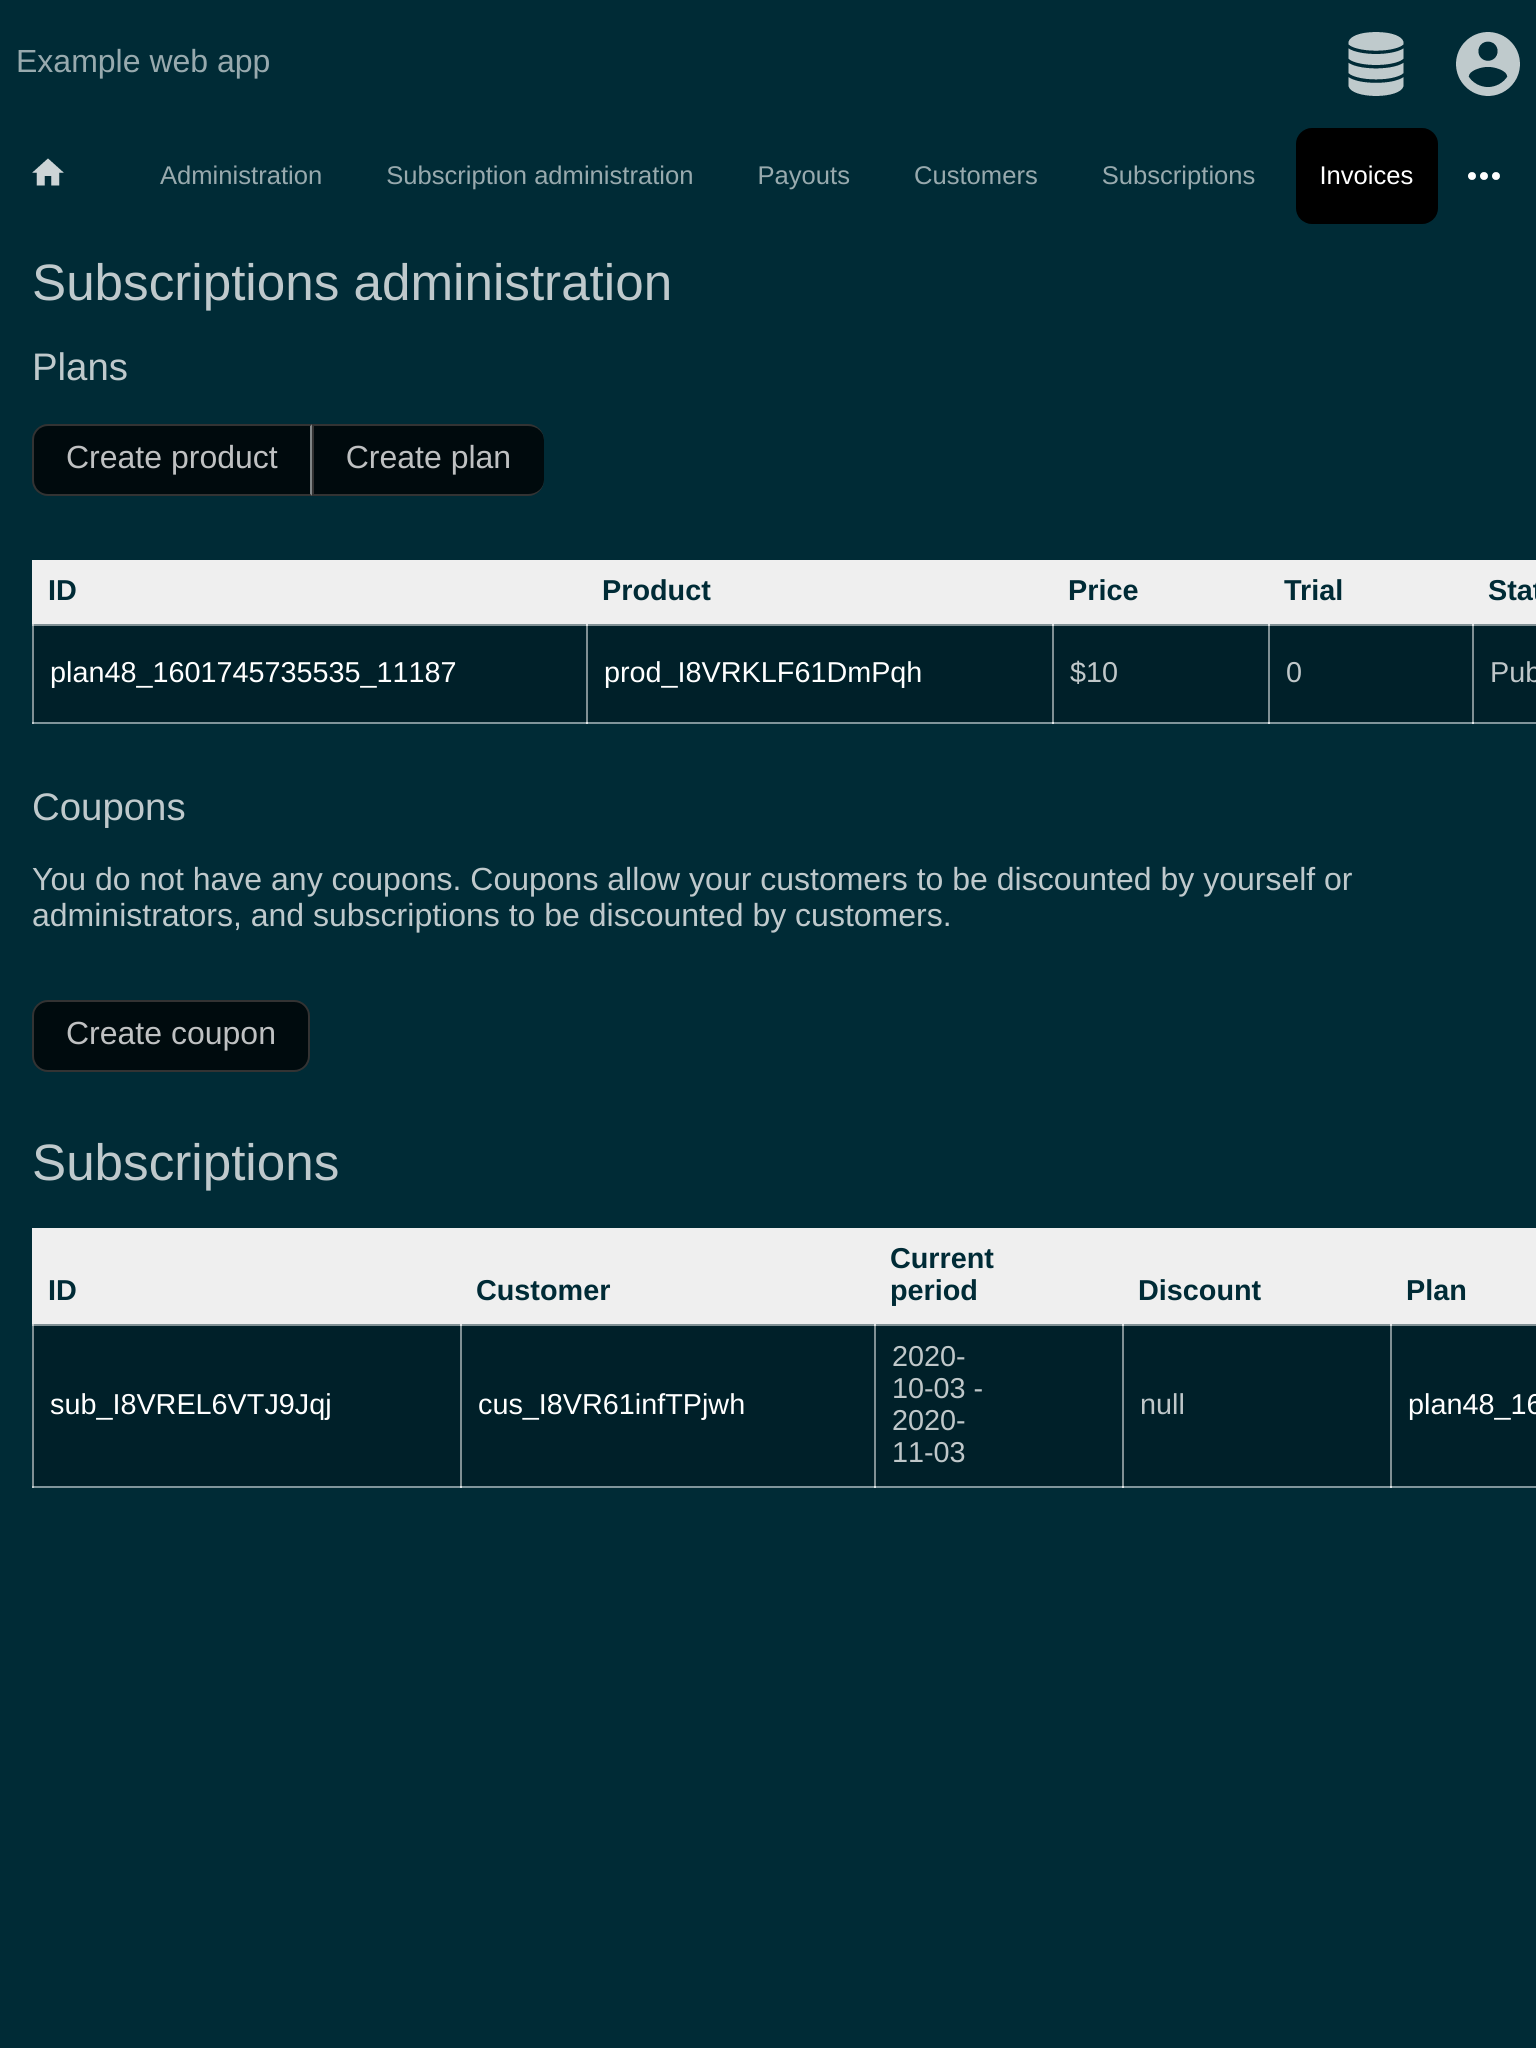 Example web app
Administration Subscription administration Payouts Customers Subscriptions Invoices
Subscriptions administration
Plans
Create product Create plan
ID Product Price Trial Stat
plan48_1601745735535_11187 prod_I8VRKLF61DmPqh $10 0 Pub
Coupons
You do not have any coupons. Coupons allow your customers to be discounted by yourself or
administrators, and subscriptions to be discounted by customers.
Create coupon
Subscriptions
ID Customer Current period Discount Plan
sub_I8VREL6VTJ9Jqj cus_I8VR61infTPjwh 2020-10-03 - 2020-11-03 null plan48_16